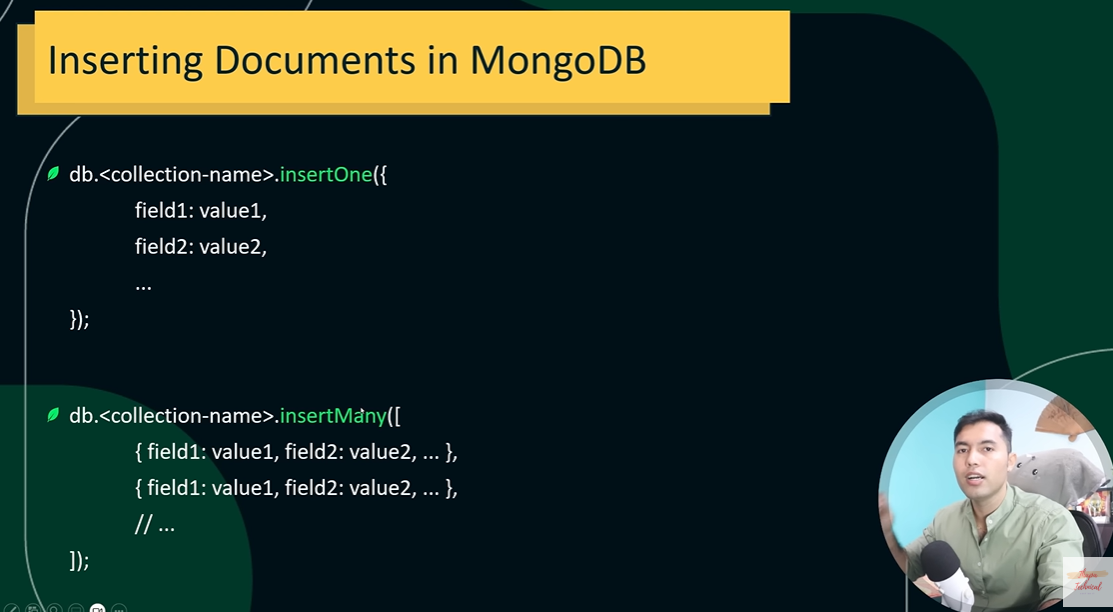 Inserting Documents in MongoDB
db.<collection-name>.insertOne({
field1: value1,
field2: value2,
...
});
db.<collection-name>.insertMany([
{ field1: value1, field2: value2, ... },
{ field1: value1, field2: value2, ... },
// ...
]);
Technical